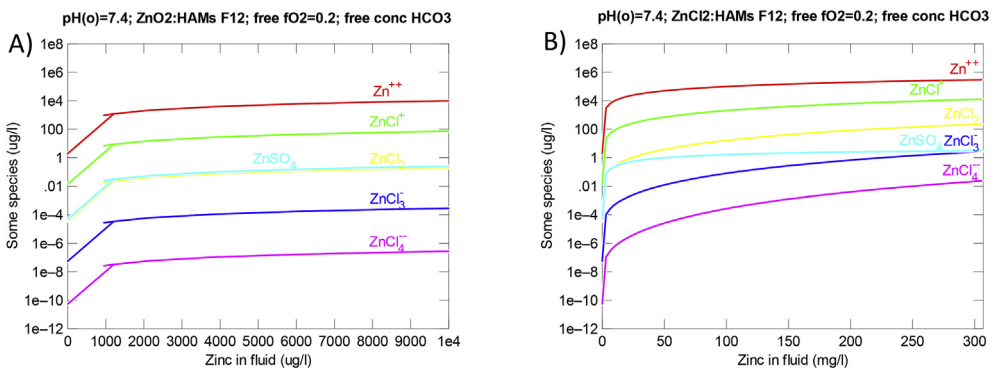 pH(o)=7.4; ZnO2:HAMs F12; free fO2=0.2; free conc HCO3
A)
1e8
1e6
1e4
100
1
.01
1e-4
1e-6
1e-8
1e-10
1e-12
Some species (ug/l)
Zn++
ZnCl+
ZnSO4
ZnCl2
ZnCl3-
ZnCl4--
0 1000 2000 3000 4000 5000 6000 7000 8000 9000 1e4
Zinc in fluid (ug/l)
pH(o)=7.4; ZnCl2:HAMs F12; free fO2=0.2; free conc HCO3
B)
1e8
1e6
1e4
100
1
.01
1e-4
1e-6
1e-8
1e-10
1e-12
Some species (ug/l)
Zn++
ZnCl+
ZnCl2
ZnSO4 ZnCl3-
ZnCl4--
0 50 100 150 200 250 300
Zinc in fluid (mg/l)